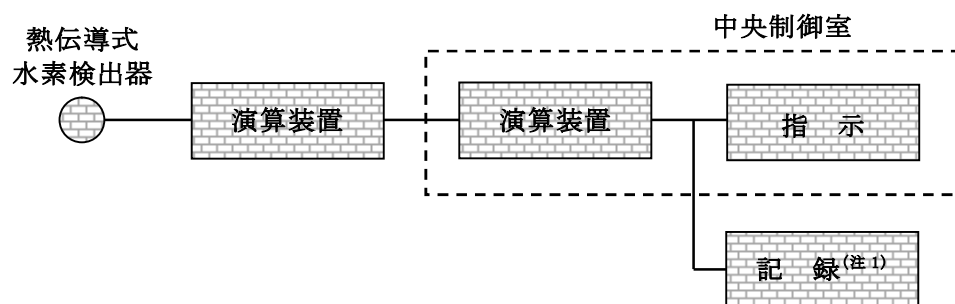 中央制御室
熱伝導式
水素検出器
演算装置
演算装置
指 示
記 録(注1)